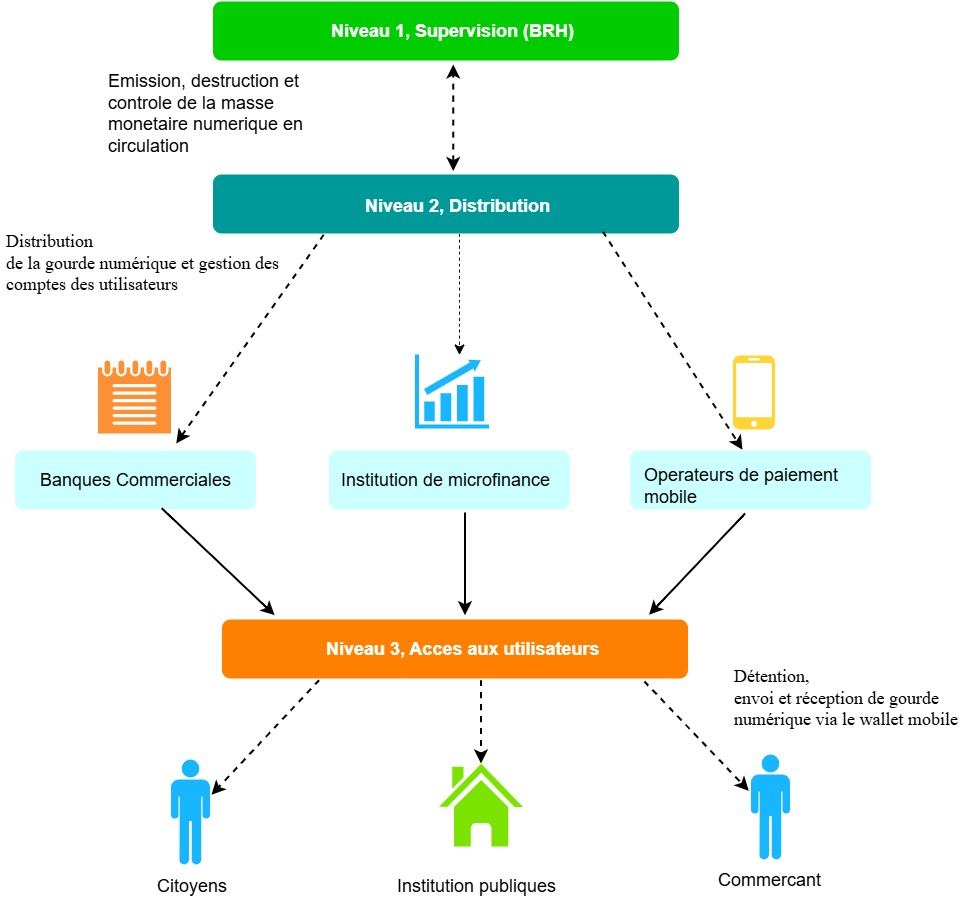 Niveau 1, Supervision (BRH)
Emission, destruction et
controle de la masse
monetaire numerique en
circulation
Niveau 2, Distribution
Distribution
de la gourde numérique et gestion des
comptes des utilisateurs
Banques Commerciales
Institution de microfinance
Operateurs de paiement
mobile
Niveau 3, Acces aux utilisateurs
Détention,
envoi et réception de gourde
numérique via le wallet mobile
Citoyens
Institution publiques
Commercant